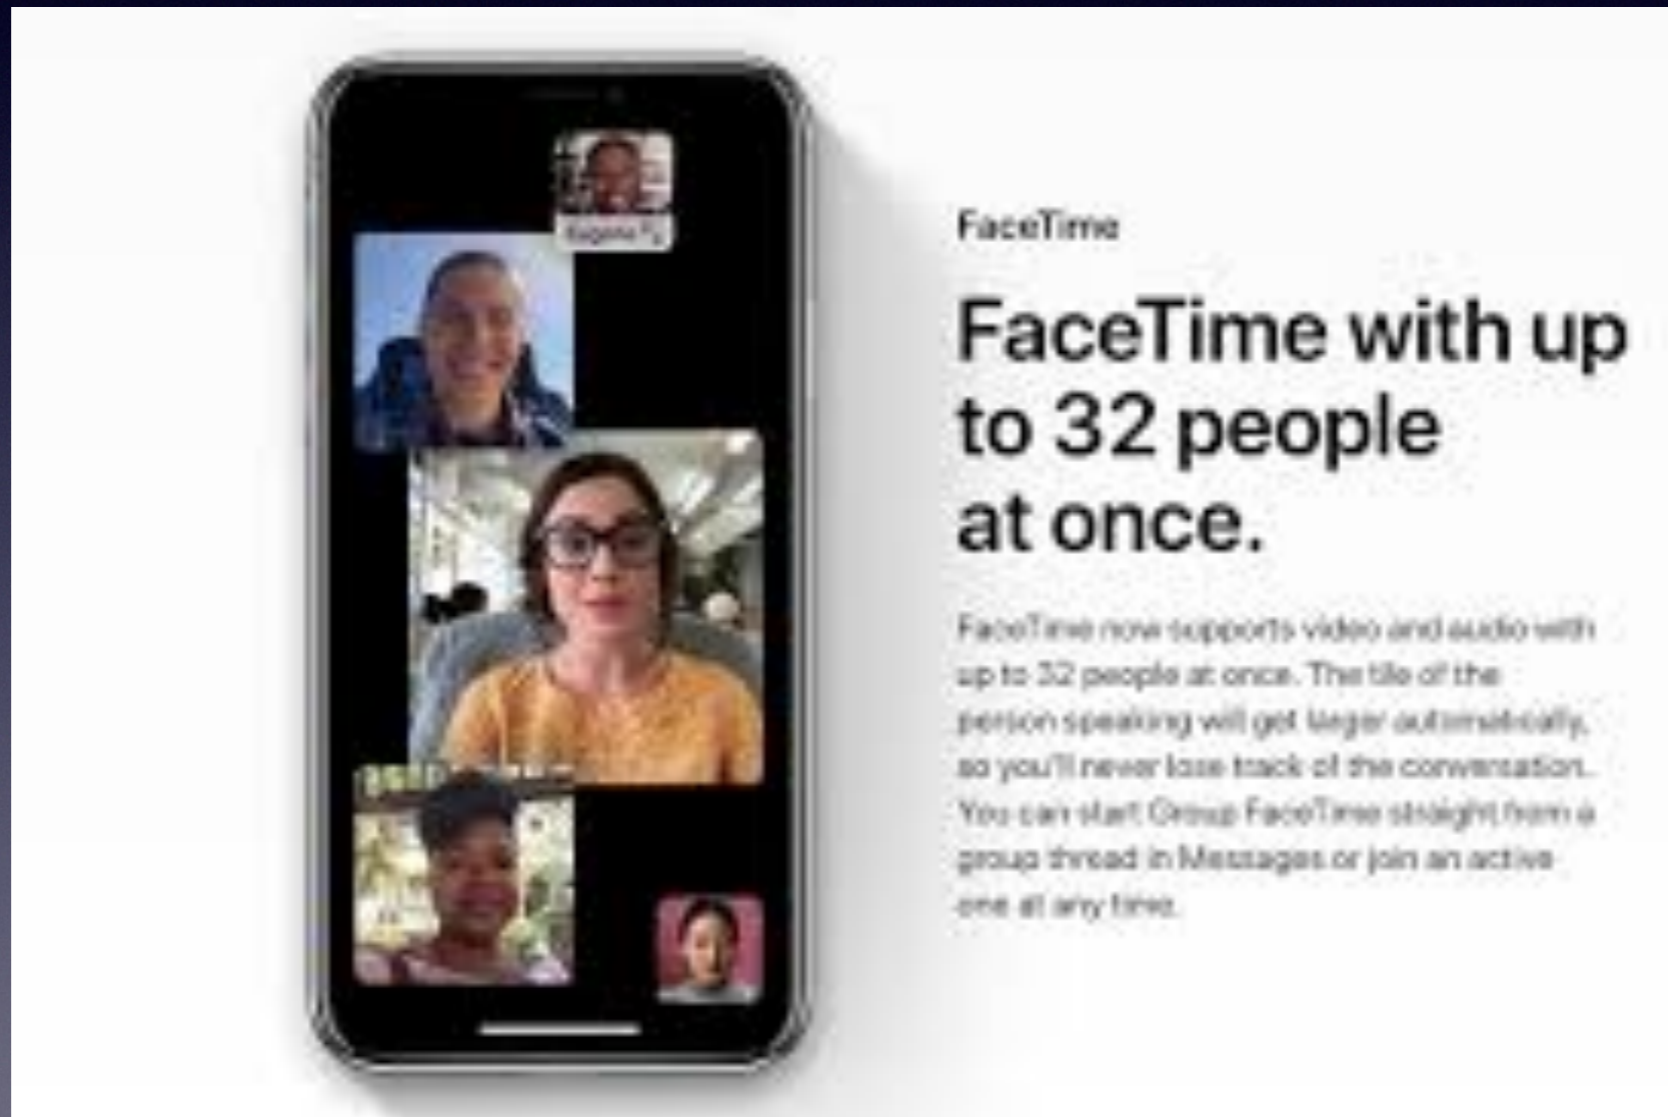 Eugene
FaceTime
FaceTime with up
to 32 people
at once.
FaceTime now supports video and audio with
up to 32 people at once. The tile of the
person speaking will get larger automatically,
so you'll never lose track of the conversation.
You can start Group FaceTime straight from a
group thread in Messages or join an active
one at any time.